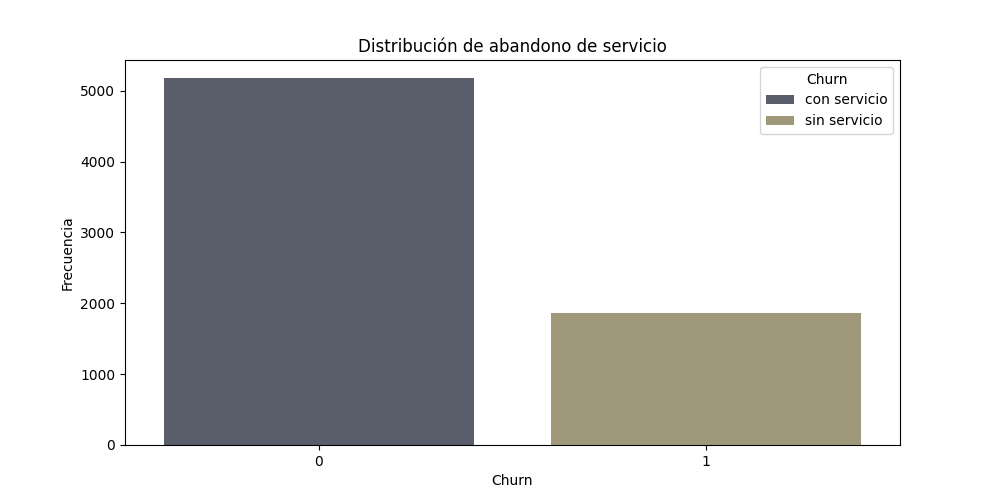 Distribución de abandono de servicio
Churn
con servicio
sin servicio
Frecuencia
5000
4000
3000
2000
1000
0
0
1
Churn